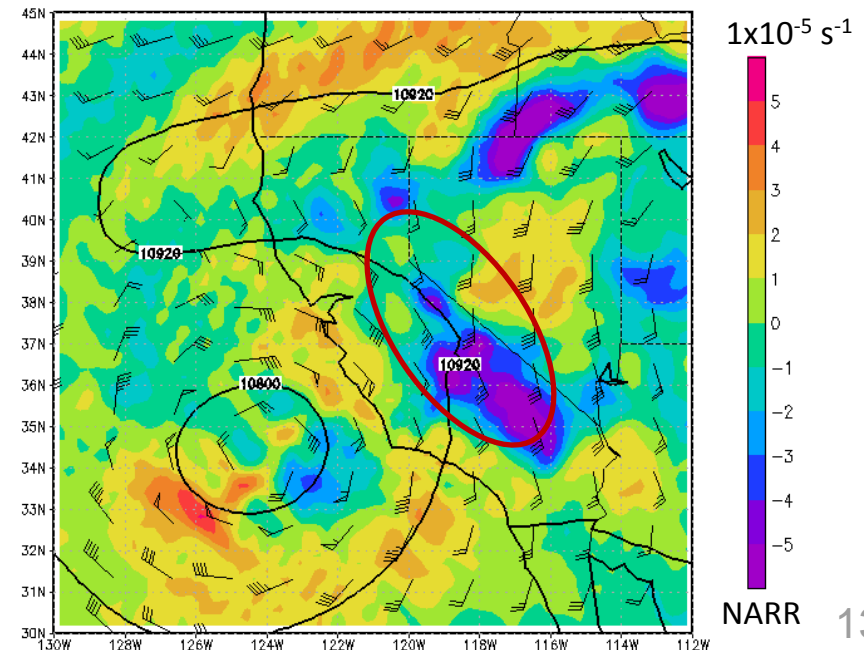 45N
44N
43N
42N
41N
40N
39N
38N
37N
36N
35N
34N
33N
32N
31N
30N
130W 128W 126W 124W 122W 120W 118W 116W 114W 112W
10920
10920
10920
10800
1x10⁻⁵ s⁻¹
5
4
3
2
1
0
−1
−2
−3
−4
−5
NARR
13